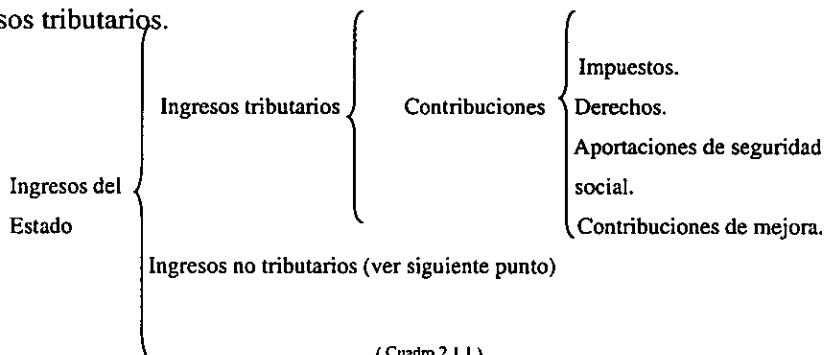 sos tributarios.
Impuestos.
Ingresos tributarios Contribuciones Derechos.
Aportaciones de seguridad
Ingresos del social.
Estado Contribuciones de mejora.
Ingresos no tributarios (ver siguiente punto)
( Cuadro 2.1.1 )